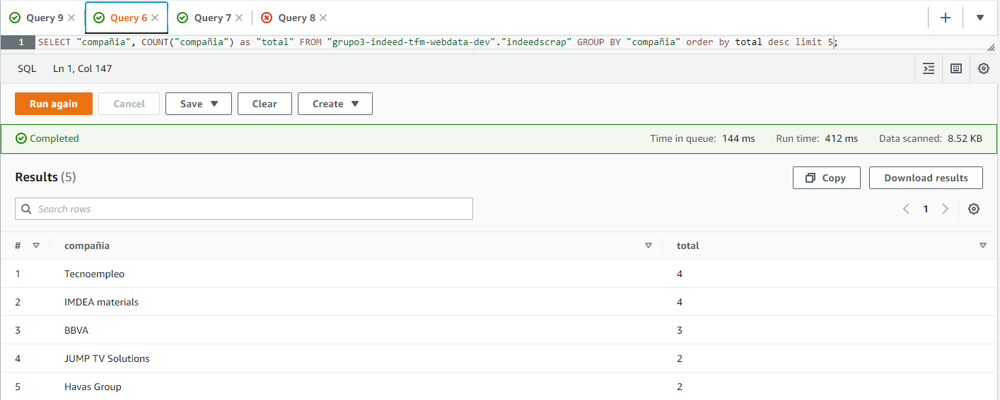 Query 9 Query 6 Query 7 Query 8
1 SELECT "compañia", COUNT("compañia") as "total" FROM "grupo3-indeed-tfm-webdata-dev"."indeedscrap" GROUP BY "compañia" order by total desc limit 5;
SQL Ln 1, Col 147
Run again Cancel Save Clear Create
Completed Time in queue: 144 ms Run time: 412 ms Data scanned: 8.52 KB
Results (5) Copy Download results
Search rows 1
# compañia total
1 Tecnoempleo 4
2 IMDEA materials 4
3 BBVA 3
4 JUMP TV Solutions 2
5 Havas Group 2